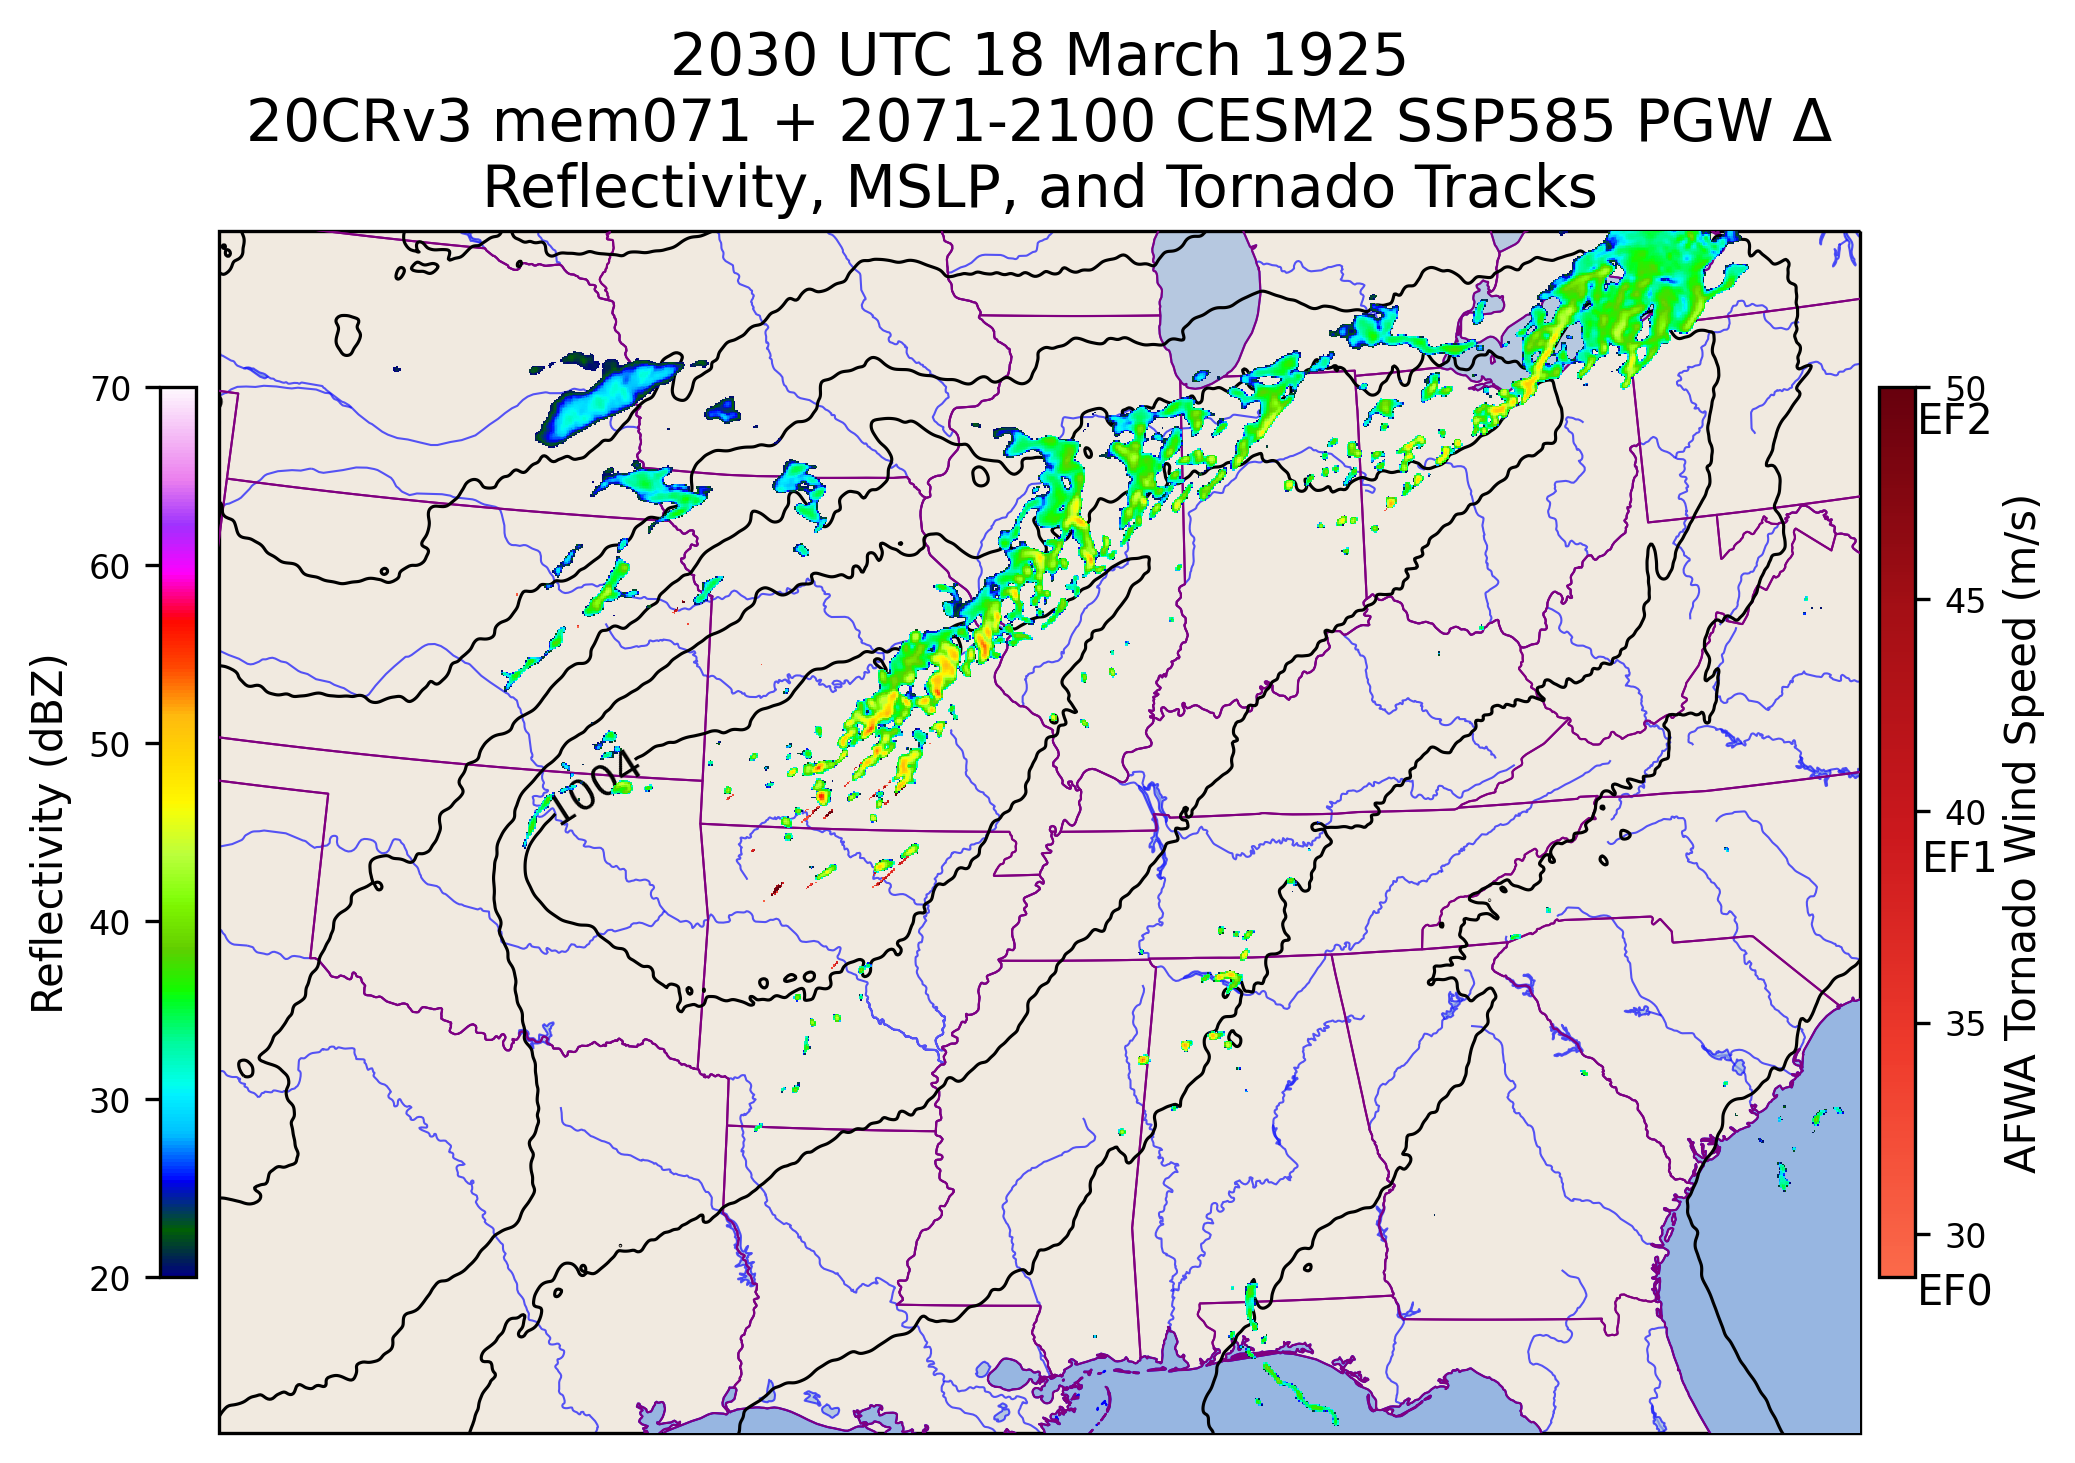 2030 UTC 18 March 1925
20CRv3 mem071 + 2071-2100 CESM2 SSP585 PGW Δ
Reflectivity, MSLP, and Tornado Tracks
Reflectivity (dBZ)
70
60
50
40
30
20
1004
50
EF2
45
40
EF1
35
30
EF0
AFWA Tornado Wind Speed (m/s)